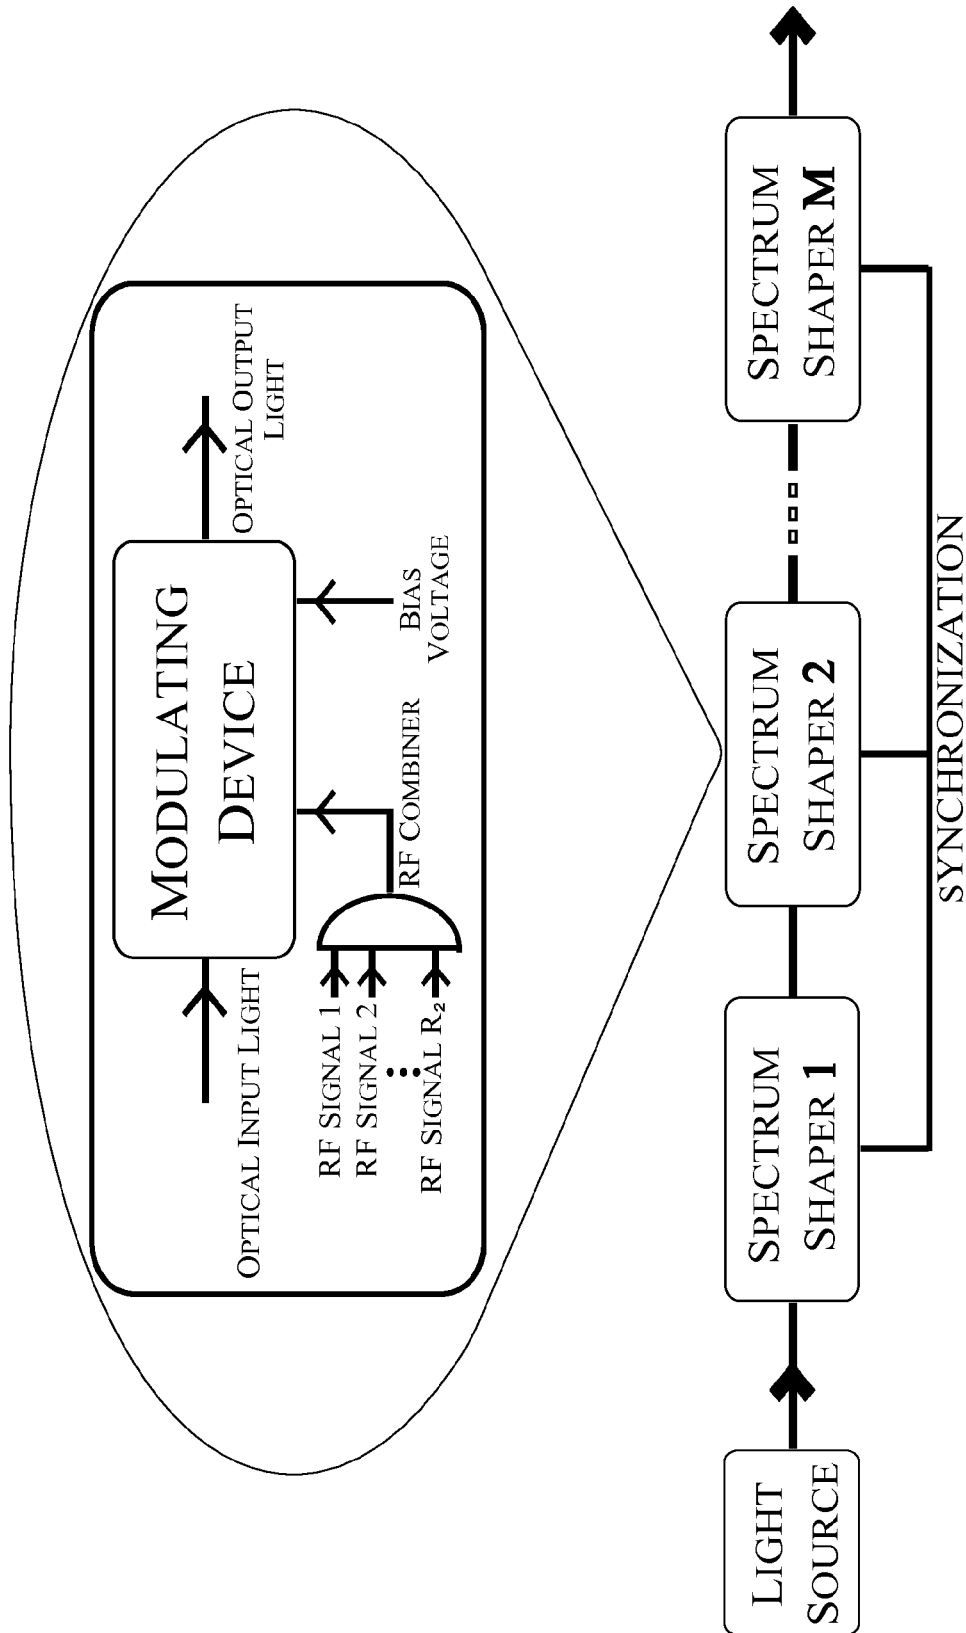 OPTICAL INPUT LIGHT
MODULATING
DEVICE
OPTICAL OUTPUT
LIGHT
RF SIGNAL 1
RF SIGNAL 2
RF SIGNAL R₂
RF COMBINER
BIAS
VOLTAGE
LIGHT
SOURCE
SPECTRUM
SHAPER 1
SPECTRUM
SHAPER 2
SPECTRUM
SHAPER M
SYNCHRONIZATION